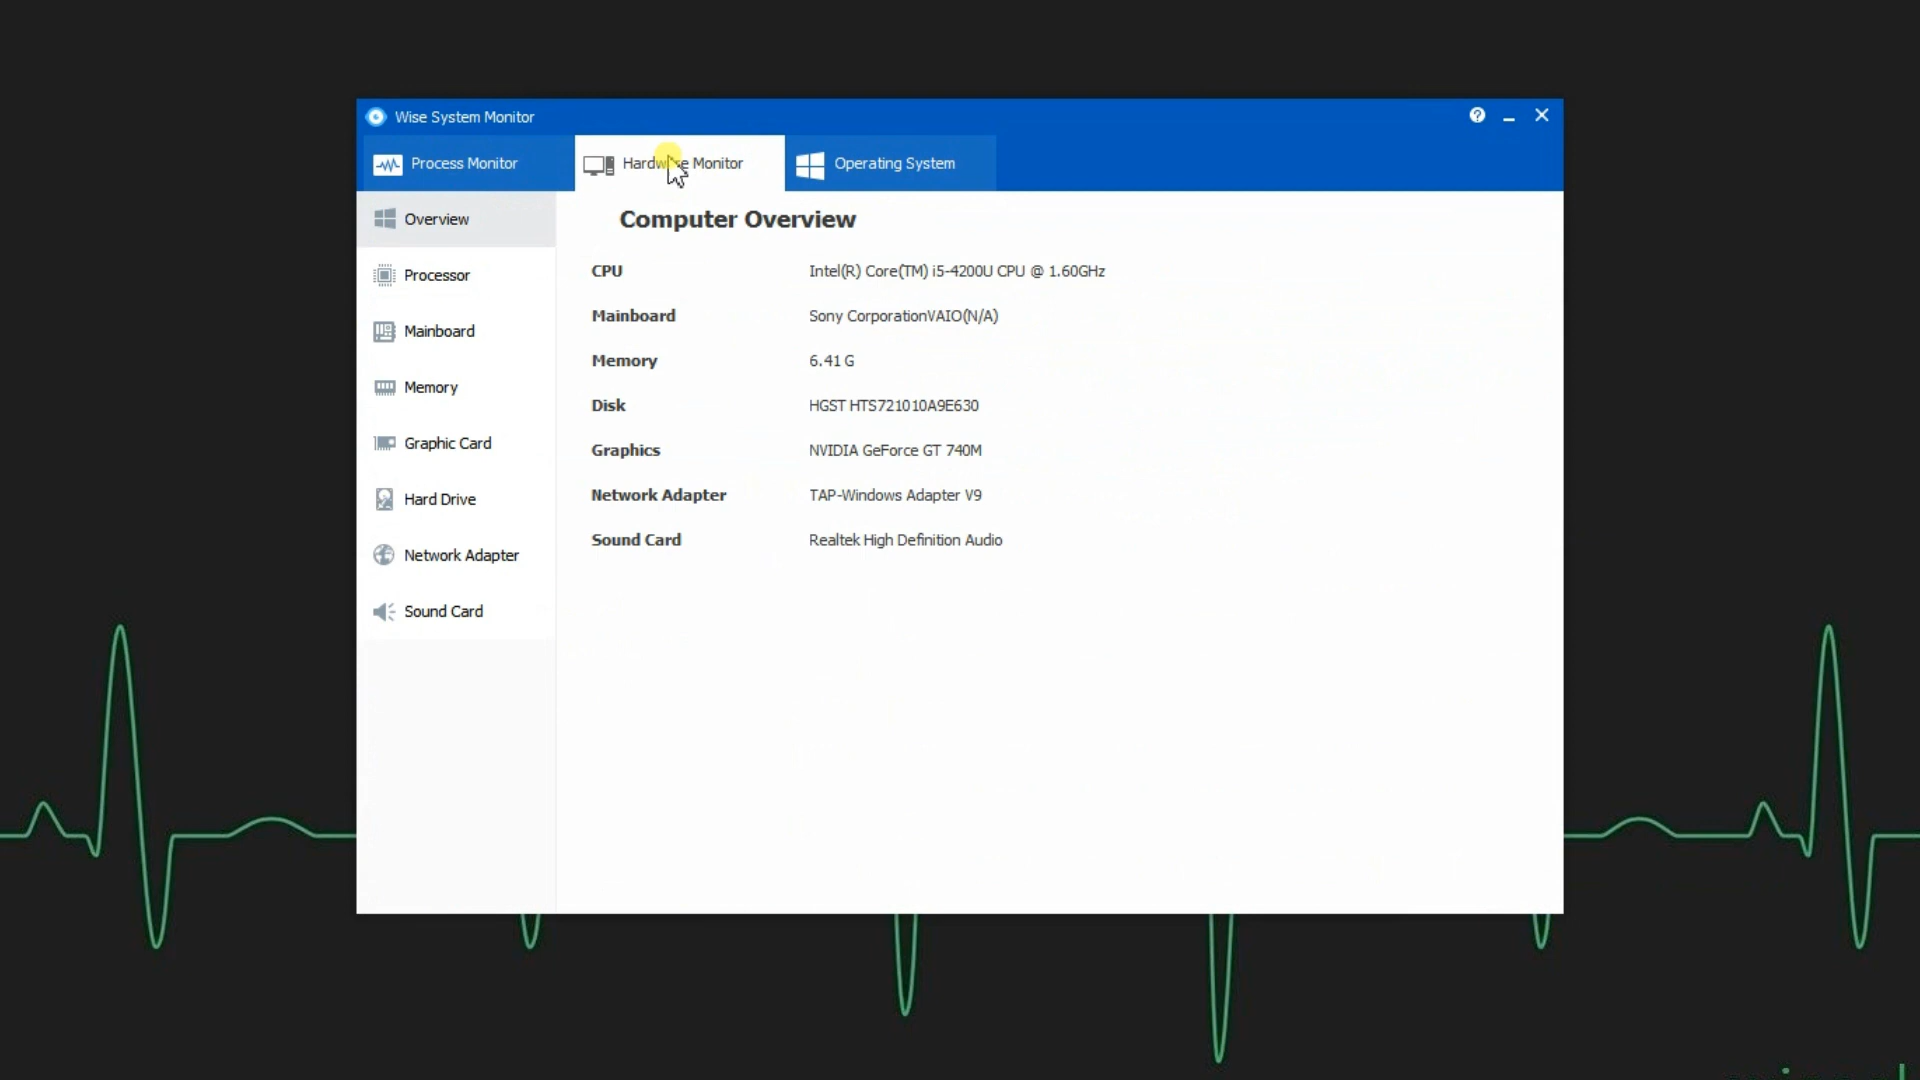 Wise System Monitor
Process Monitor
Hardware Monitor
Operating System
Overview
Processor
Mainboard
Memory
Graphic Card
Hard Drive
Network Adapter
Sound Card
Computer Overview
CPU Intel(R) Core(TM) i5-4200U CPU @ 1.60GHz
Mainboard Sony CorporationVAIO(N/A)
Memory 6.41 G
Disk HGST HTS721010A9E630
Graphics NVIDIA GeForce GT 740M
Network Adapter TAP-Windows Adapter V9
Sound Card Realtek High Definition Audio